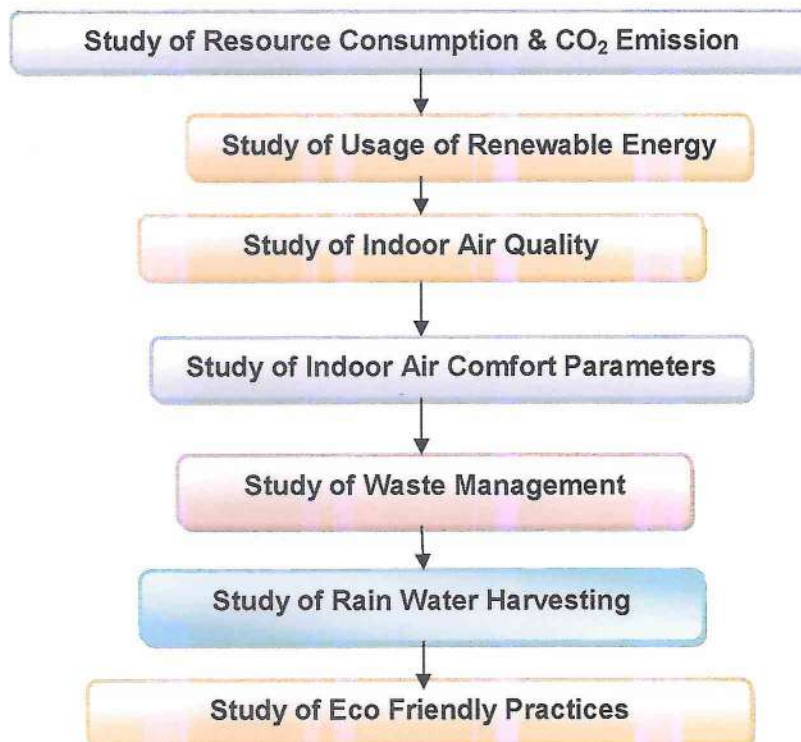 Study of Resource Consumption & CO₂ Emission
Study of Usage of Renewable Energy
Study of Indoor Air Quality
Study of Indoor Air Comfort Parameters
Study of Waste Management
Study of Rain Water Harvesting
Study of Eco Friendly Practices